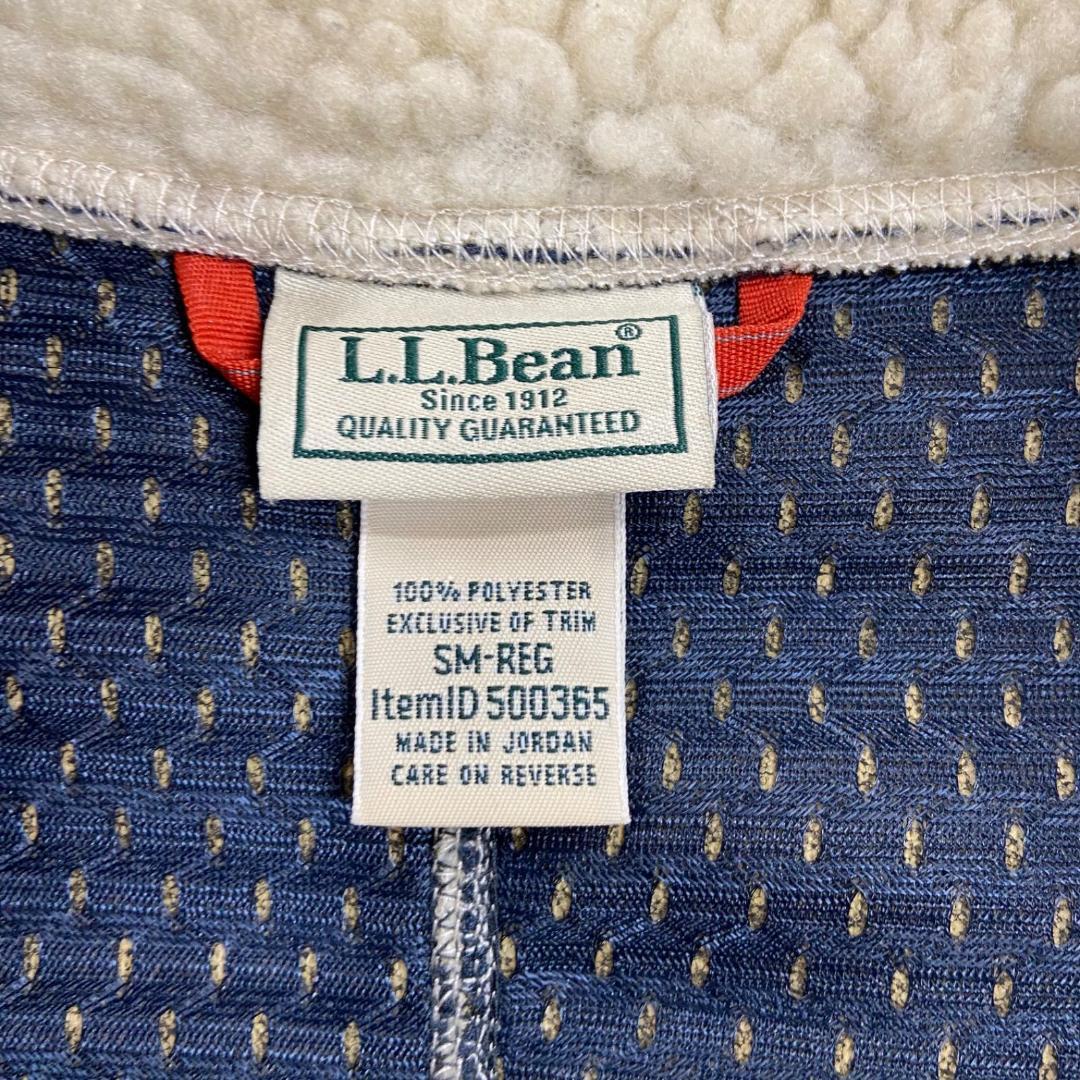 L.L.Bean®
Since 1912
QUALITY GUARANTEED
100% POLYESTER
EXCLUSIVE OF TRIM
SM-REG
ItemID 500365
MADE IN JORDAN
CARE ON REVERSE